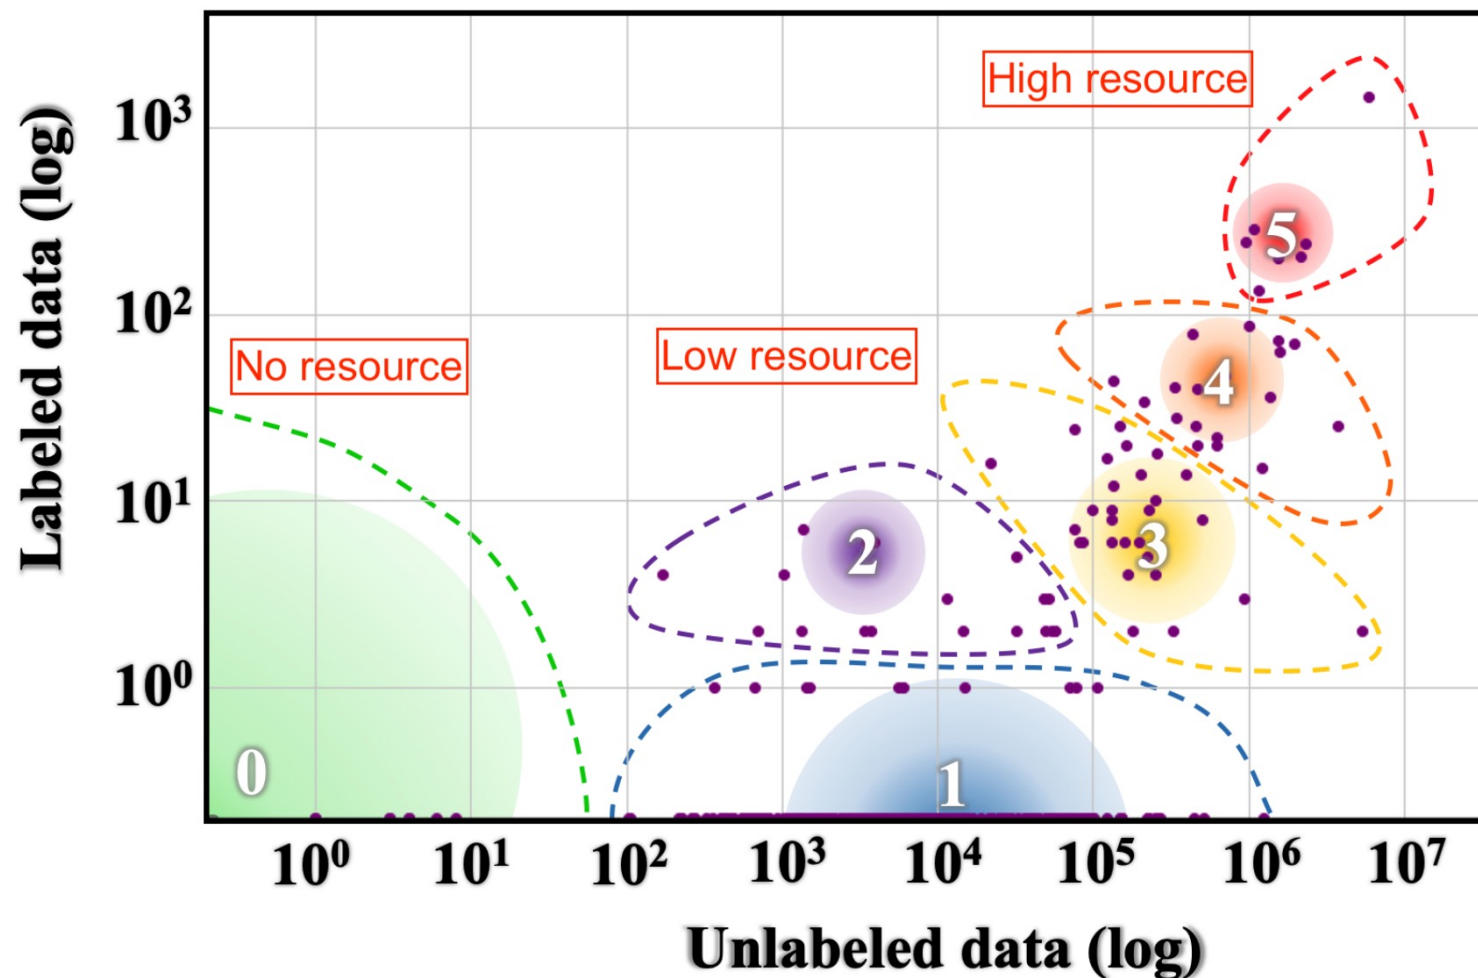 High resource
10³
5
10²
No resource
Low resource
4
10¹
2
3
10⁰
0
1
10⁰ 10¹ 10² 10³ 10⁴ 10⁵ 10⁶ 10⁷
Labeled data (log)
Unlabeled data (log)